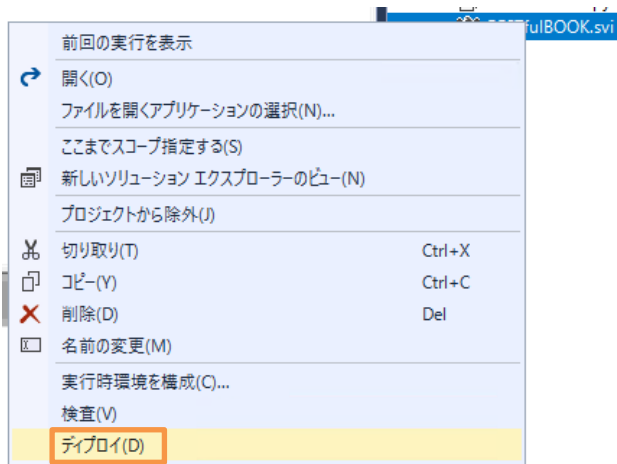 fulBOOK.svi
前回の実行を表示
開く(O)
ファイルを開くアプリケーションの選択(N)...
ここまでスコープ指定する(S)
新しいソリューション エクスプローラーのビュー(N)
プロジェクトから除外(J)
切り取り(T) Ctrl+X
コピー(Y) Ctrl+C
削除(D) Del
名前の変更(M)
実行時環境を構成(C)...
検査(V)
ディプロイ(D)